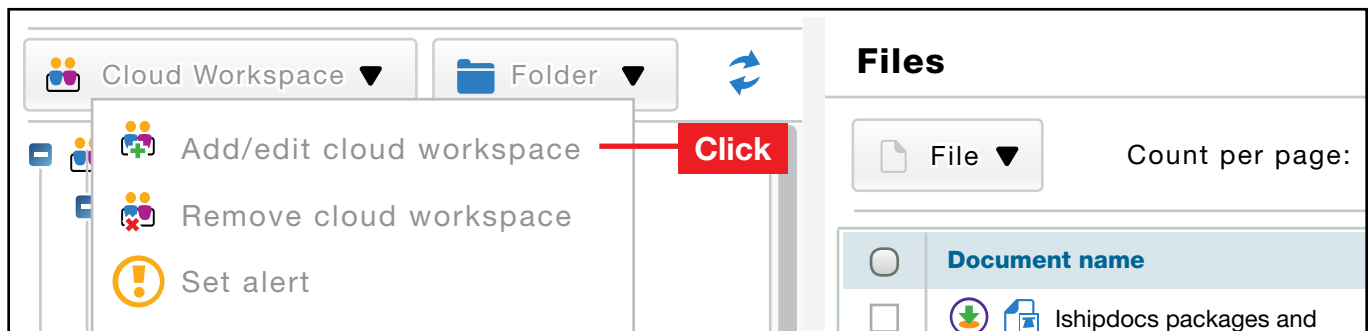 Cloud Workspace
Folder
Add/edit cloud workspace
Click
Remove cloud workspace
Set alert
Files
File
Count per page:
Document name
Ishipdocs packages and